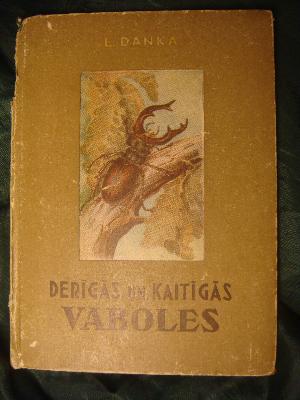 L. DANKA
DERĪGĀS UN KAITĪGĀS
VABOLES